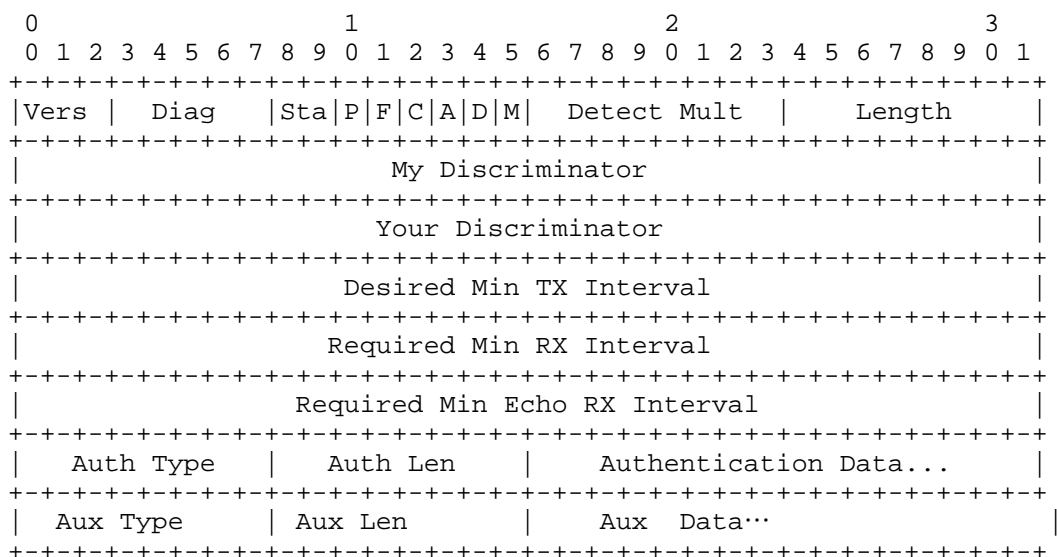 0                   1                   2                   3
 0 1 2 3 4 5 6 7 8 9 0 1 2 3 4 5 6 7 8 9 0 1 2 3 4 5 6 7 8 9 0 1
+-+-+-+-+-+-+-+-+-+-+-+-+-+-+-+-+-+-+-+-+-+-+-+-+-+-+-+-+-+-+-+-+
|Vers |  Diag   |Sta|P|F|C|A|D|M|  Detect Mult  |    Length     |
+-+-+-+-+-+-+-+-+-+-+-+-+-+-+-+-+-+-+-+-+-+-+-+-+-+-+-+-+-+-+-+-+
|                       My Discriminator                        |
+-+-+-+-+-+-+-+-+-+-+-+-+-+-+-+-+-+-+-+-+-+-+-+-+-+-+-+-+-+-+-+-+
|                      Your Discriminator                       |
+-+-+-+-+-+-+-+-+-+-+-+-+-+-+-+-+-+-+-+-+-+-+-+-+-+-+-+-+-+-+-+-+
|                    Desired Min TX Interval                    |
+-+-+-+-+-+-+-+-+-+-+-+-+-+-+-+-+-+-+-+-+-+-+-+-+-+-+-+-+-+-+-+-+
|                   Required Min RX Interval                    |
+-+-+-+-+-+-+-+-+-+-+-+-+-+-+-+-+-+-+-+-+-+-+-+-+-+-+-+-+-+-+-+-+
|                 Required Min Echo RX Interval                 |
+-+-+-+-+-+-+-+-+-+-+-+-+-+-+-+-+-+-+-+-+-+-+-+-+-+-+-+-+-+-+-+-+
|   Auth Type   |   Auth Len    |    Authentication Data...     |
+-+-+-+-+-+-+-+-+-+-+-+-+-+-+-+-+-+-+-+-+-+-+-+-+-+-+-+-+-+-+-+-+
|  Aux Type     | Aux Len       |    Aux  Data…                  |
+-+-+-+-+-+-+-+-+-+-+-+-+-+-+-+-+-+-+-+-+-+-+-+-+-+-+-+-+-+-+-+-+